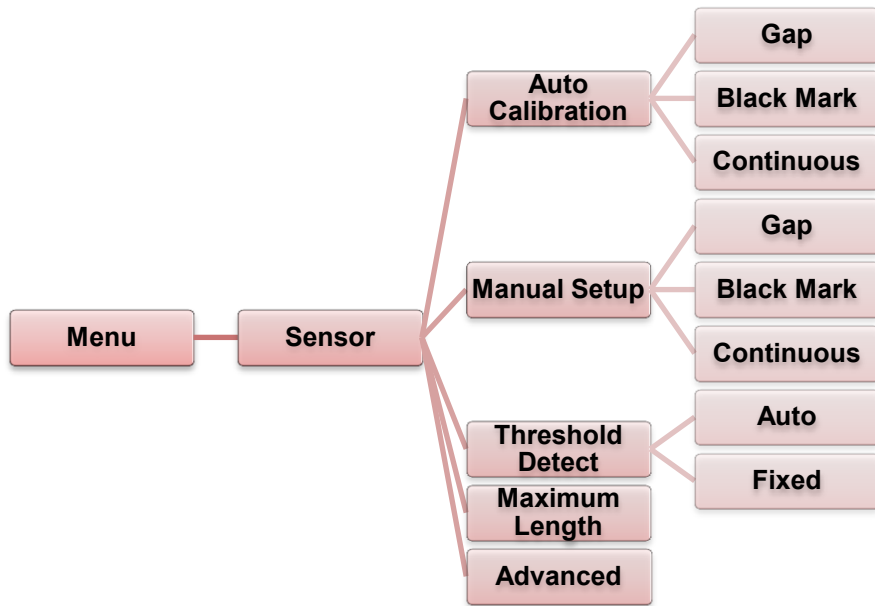 Menu
Sensor
Auto
Calibration
Gap
Black Mark
Continuous
Manual Setup
Gap
Black Mark
Continuous
Threshold
Detect
Auto
Fixed
Maximum
Length
Advanced